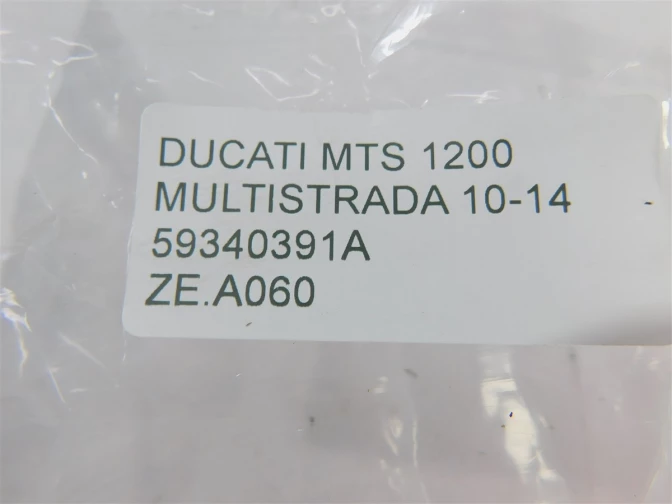 DUCATI MTS 1200
MULTISTRADA 10-14
59340391A
ZE.A060